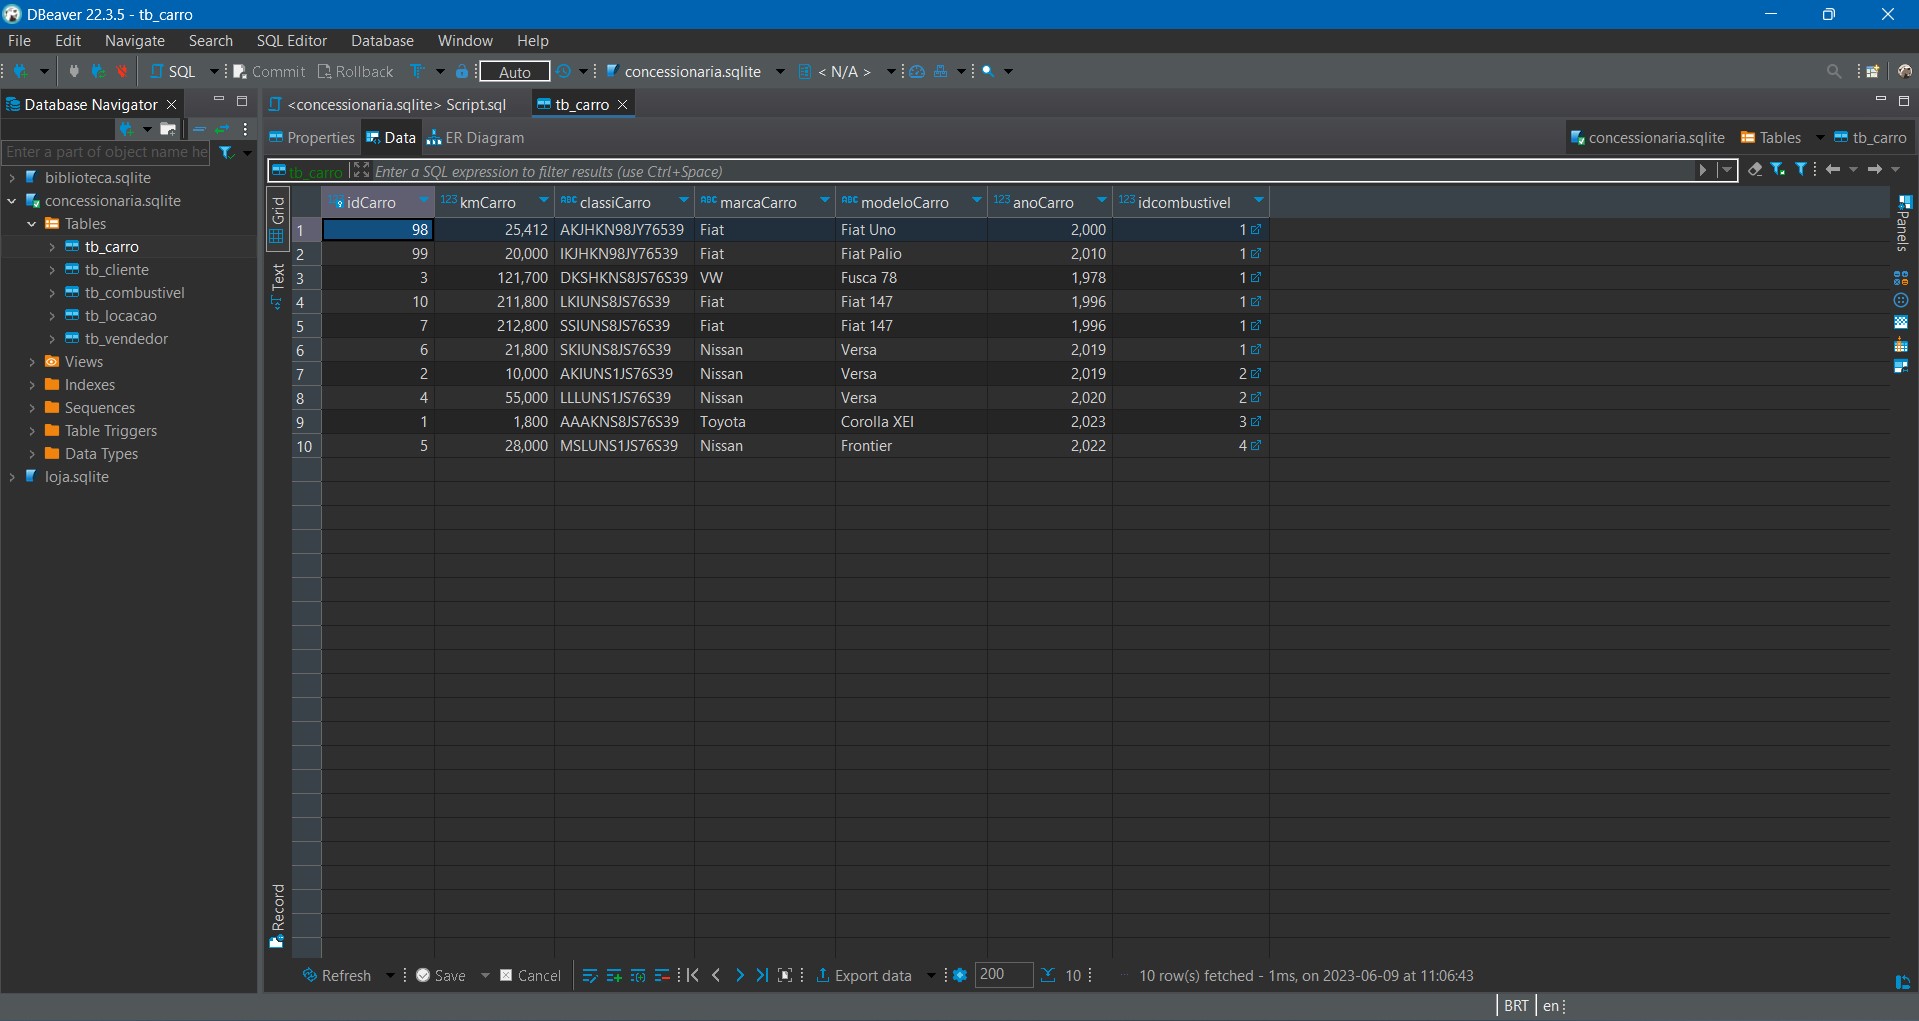 DBeaver 22.3.5 - tb_carro
File Edit Navigate Search SQL Editor Database Window Help
SQL Commit Rollback Auto concessionaria.sqlite < N/A >
Database Navigator
<concessionaria.sqlite> Script.sql tb_carro
Properties Data ER Diagram concessionaria.sqlite Tables tb_carro
Enter a part of object name he
tb_carro Enter a SQL expression to filter results (use Ctrl+Space)
biblioteca.sqlite
concessionaria.sqlite
Tables
tb_carro
tb_cliente
tb_combustivel
tb_locacao
tb_vendedor
Views
Indexes
Sequences
Table Triggers
Data Types
loja.sqlite
Grid
Text
Record
idCarro 123 kmCarro ABC classiCarro ABC marcaCarro ABC modeloCarro 123 anoCarro 123 idcombustivel
1 98 25,412 AKJHKN98JY76539 Fiat Fiat Uno 2,000 1
2 99 20,000 IKJHKN98JY76539 Fiat Fiat Palio 2,010 1
3 3 121,700 DKSHKNS8JS76S39 VW Fusca 78 1,978 1
4 10 211,800 LKIUNS8JS76S39 Fiat Fiat 147 1,996 1
5 7 212,800 SSIUNS8JS76S39 Fiat Fiat 147 1,996 1
6 6 21,800 SKIUNS8JS76S39 Nissan Versa 2,019 1
7 2 10,000 AKIUNS1JS76S39 Nissan Versa 2,019 2
8 4 55,000 LLLUNS1JS76S39 Nissan Versa 2,020 2
9 1 1,800 AAAKNS8JS76S39 Toyota Corolla XEI 2,023 3
10 5 28,000 MSLUNS1JS76S39 Nissan Frontier 2,022 4
Panels
Refresh Save Cancel Export data 200 10 10 row(s) fetched - 1ms, on 2023-06-09 at 11:06:43
BRT en